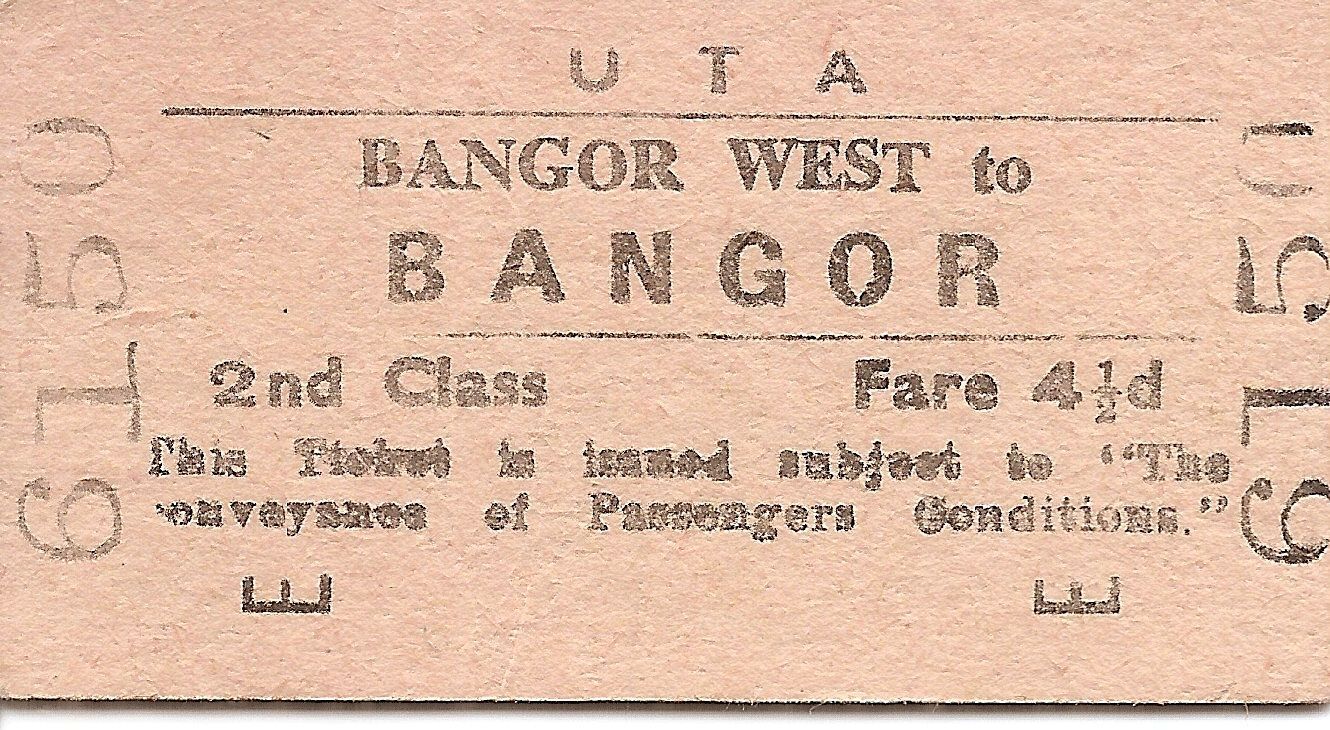 U T A
BANGOR WEST to
BANGOR
2nd Class Fare 4½d
This Ticket is issued subject to "The
onveyance of Passengers Conditions."
E E
6150
6150